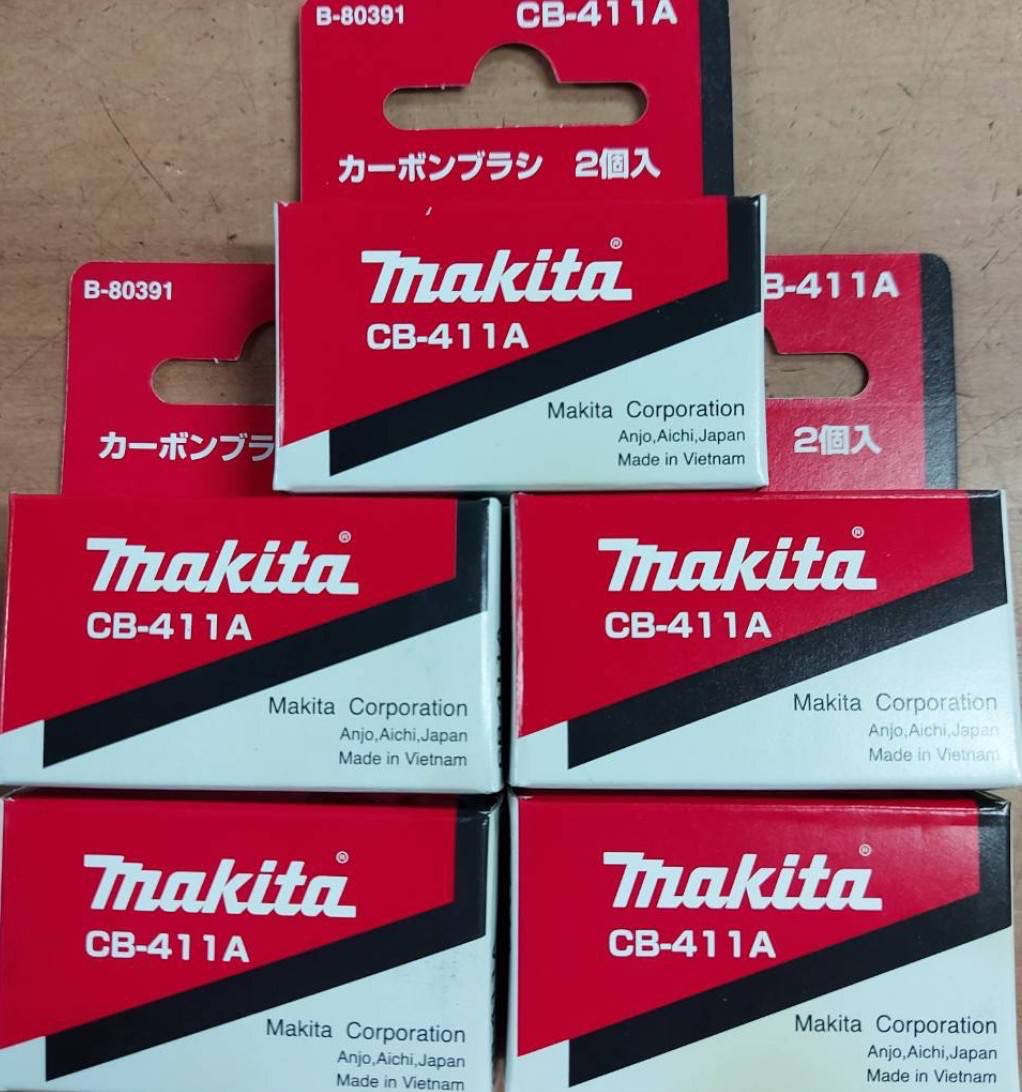 B-80391 CB-411A
カーボンブラシ 2個入
makita®
CB-411A
Makita Corporation
Anjo,Aichi,Japan
Made in Vietnam
B-80391
カーボンブラ
B-411A
2個入
makita®
CB-411A
Makita Corporation
Anjo,Aichi,Japan
Made in Vietnam
makita®
CB-411A
Makita Corporation
Anjo,Aichi,Japan
Made in Vietnam
makita®
CB-411A
Makita Corporation
Anjo,Aichi,Japan
Made in Vietnam
makita®
CB-411A
Makita Corporation
Anjo,Aichi,Japan
Made in Vietnam